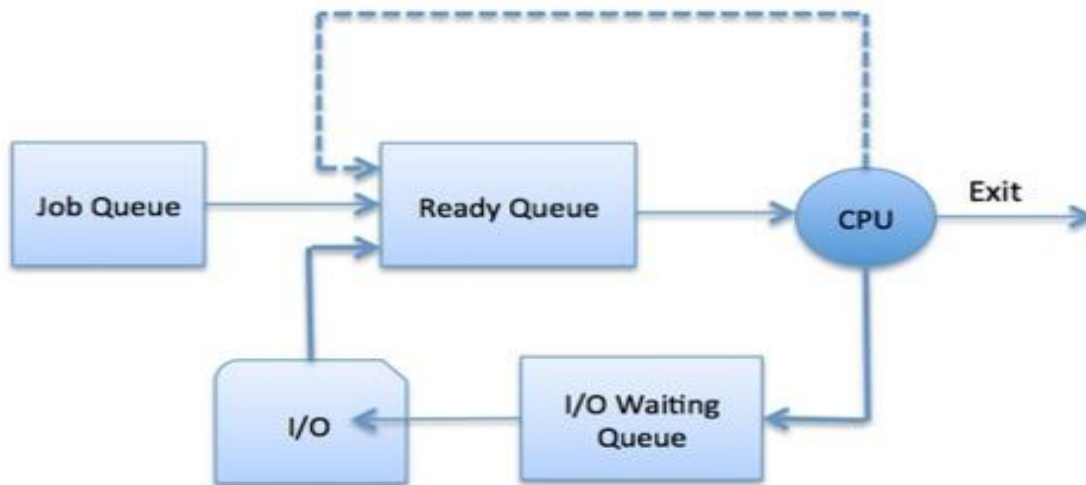 Job Queue
Ready Queue
CPU
Exit
I/O
I/O Waiting
Queue